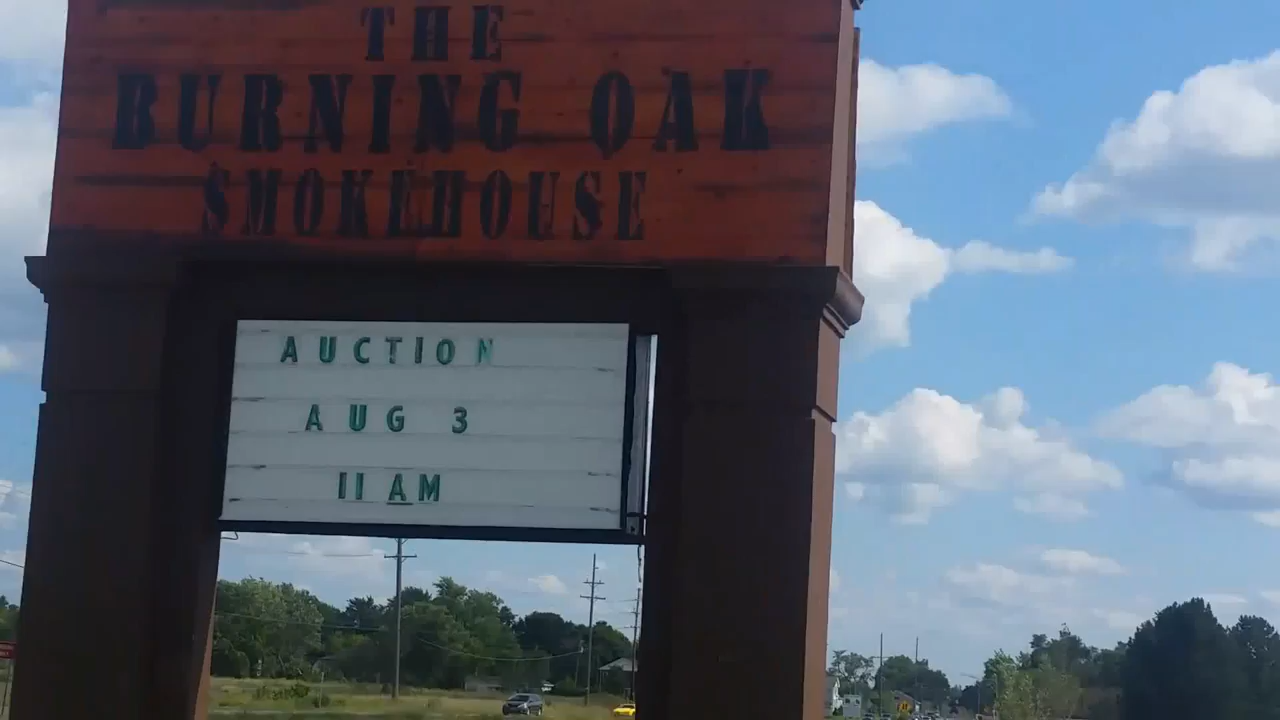 THE
BURNING OAK
SMOKEHOUSE
AUCTION
AUG 3
11 AM